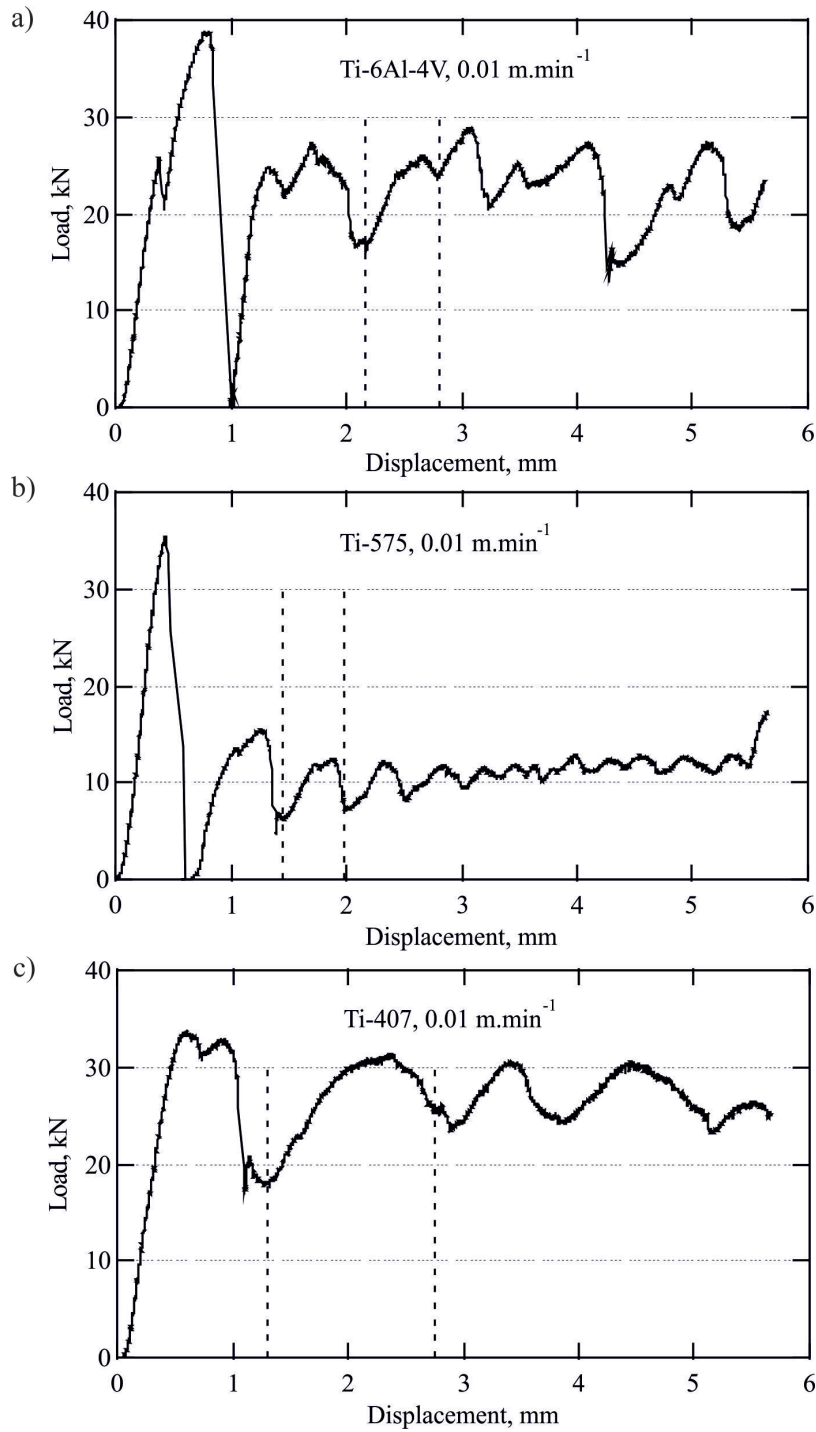 a)
40
Ti-6Al-4V, 0.01 m.min⁻¹
30
Load, kN
20
10
0
0 1 2 3 4 5 6
Displacement, mm
b)
40
Ti-575, 0.01 m.min⁻¹
30
Load, kN
20
10
0
0 1 2 3 4 5 6
Displacement, mm
c)
40
Ti-407, 0.01 m.min⁻¹
30
Load, kN
20
10
0
0 1 2 3 4 5 6
Displacement, mm